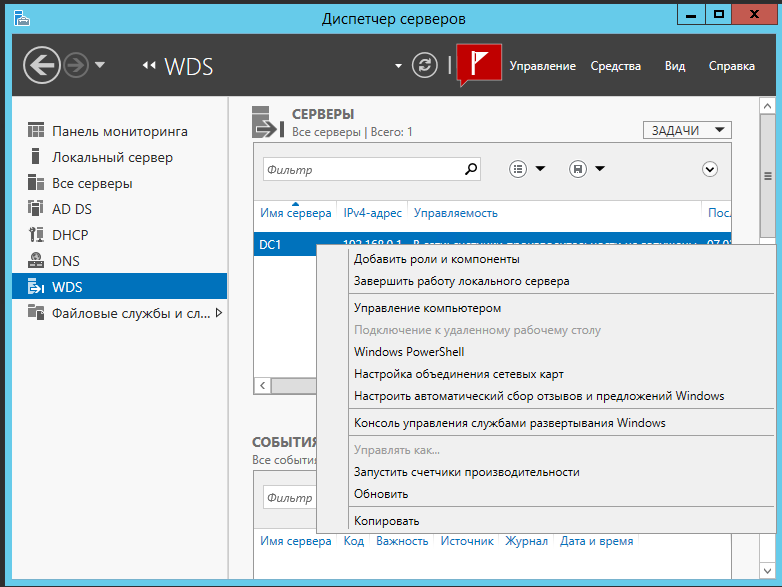 Диспетчер серверов
WDS
Управление Средства Вид Справка
Панель мониторинга
Локальный сервер
Все серверы
AD DS
DHCP
DNS
WDS
Файловые службы и сл...
СЕРВЕРЫ
Все серверы | Всего: 1
ЗАДАЧИ
Фильтр
Имя сервера IPv4-адрес Управляемость Посл
DC1
Добавить роли и компоненты
Завершить работу локального сервера
Управление компьютером
Подключение к удаленному рабочему столу
Windows PowerShell
Настройка объединения сетевых карт
Настроить автоматический сбор отзывов и предложений Windows
Консоль управления службами развертывания Windows
Управлять как...
Запустить счетчики производительности
Обновить
Копировать
СОБЫТИЯ
Все события
Фильтр
Имя сервера Код Важность Источник Журнал Дата и время